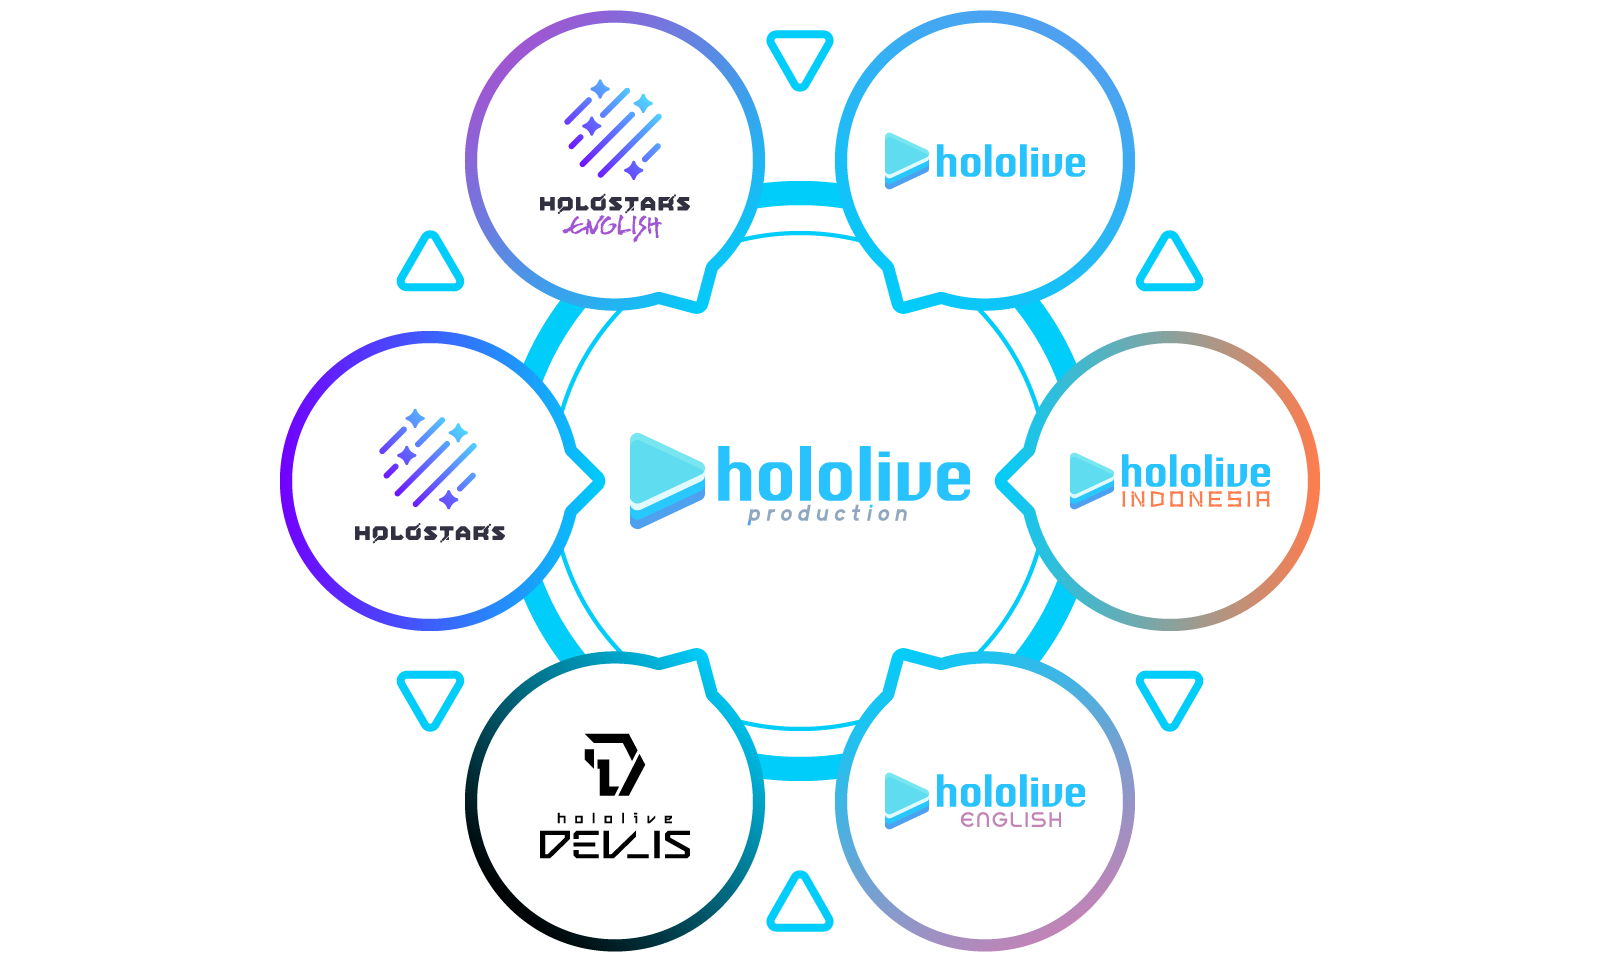 HOLOSTARS
ENGLISH
hololive
HOLOSTARS
hololive
production
hololive
INDONESIA
hololive
DEV_IS
hololive
ENGLISH